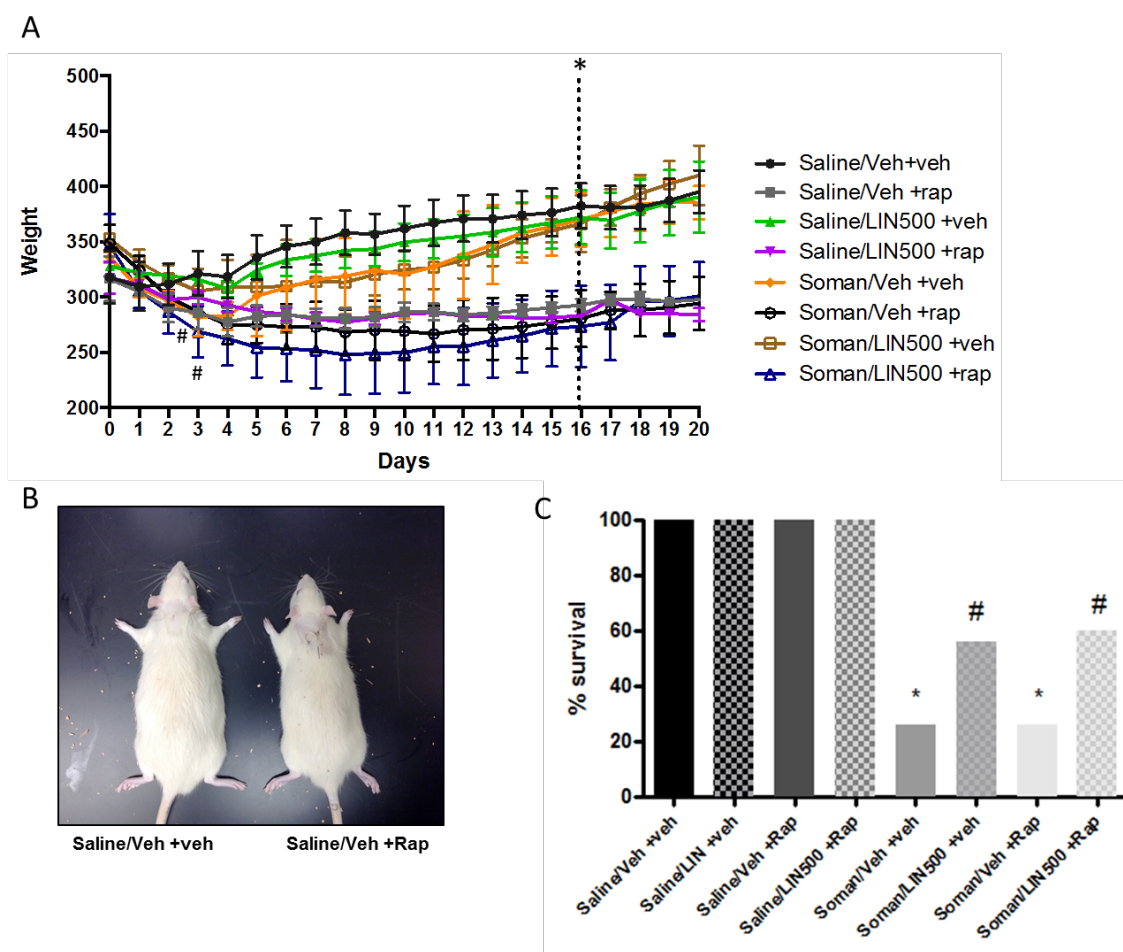 A
*
500
450
400
350
300
250
200
Weight
#
#
0 1 2 3 4 5 6 7 8 9 10 11 12 13 14 15 16 17 18 19 20
Days
Saline/Veh+veh
Saline/Veh +rap
Saline/LIN500 +veh
Saline/LIN500 +rap
Soman/Veh +veh
Soman/Veh +rap
Soman/LIN500 +veh
Soman/LIN500 +rap
B
Saline/Veh +veh
Saline/Veh +Rap
C
100
80
60
40
20
0
% survival
*
#
*
#
Saline/Veh +veh
Saline/LIN +veh
Saline/Veh +Rap
Saline/LIN500 +Rap
Soman/Veh +veh
Soman/LIN500 +veh
Soman/Veh +Rap
Soman/LIN500 +Rap